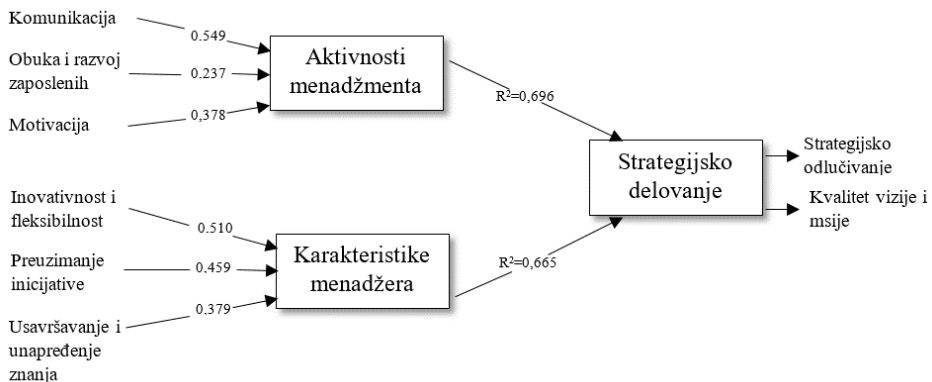 Komunikacija
0.549
Obuka i razvoj
zaposlenih
0.237
Motivacija
0,378
Aktivnosti
menadžmenta
R²=0,696
Inovativnost i
fleksibilnost
0.510
Preuzimanje
inicijative
0.459
Usavršavanje i
unapređenje
znanja
0.379
Karakteristike
menadžera
R²=0,665
Strategijsko
delovanje
Strategijsko
odlučivanje
Kvalitet vizije i
msije